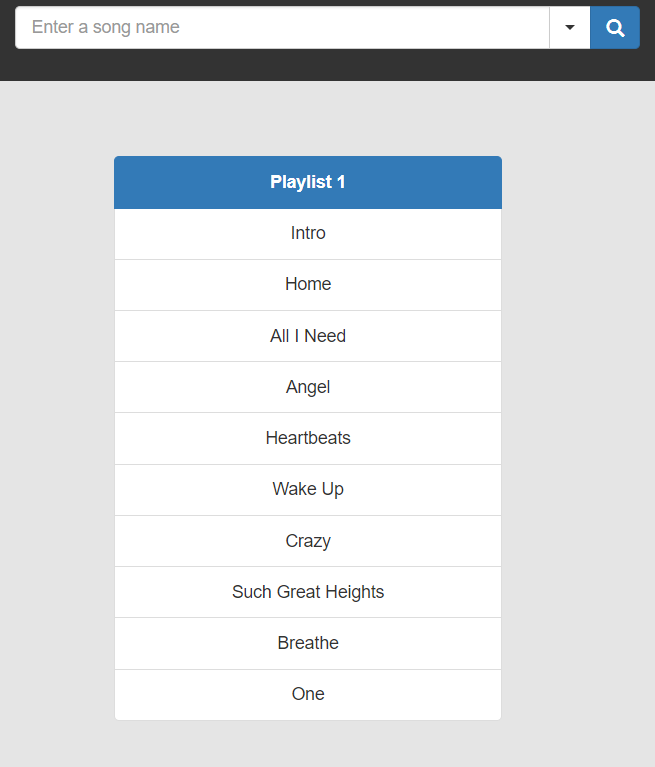 Enter a song name
Playlist 1
Intro
Home
All I Need
Angel
Heartbeats
Wake Up
Crazy
Such Great Heights
Breathe
One